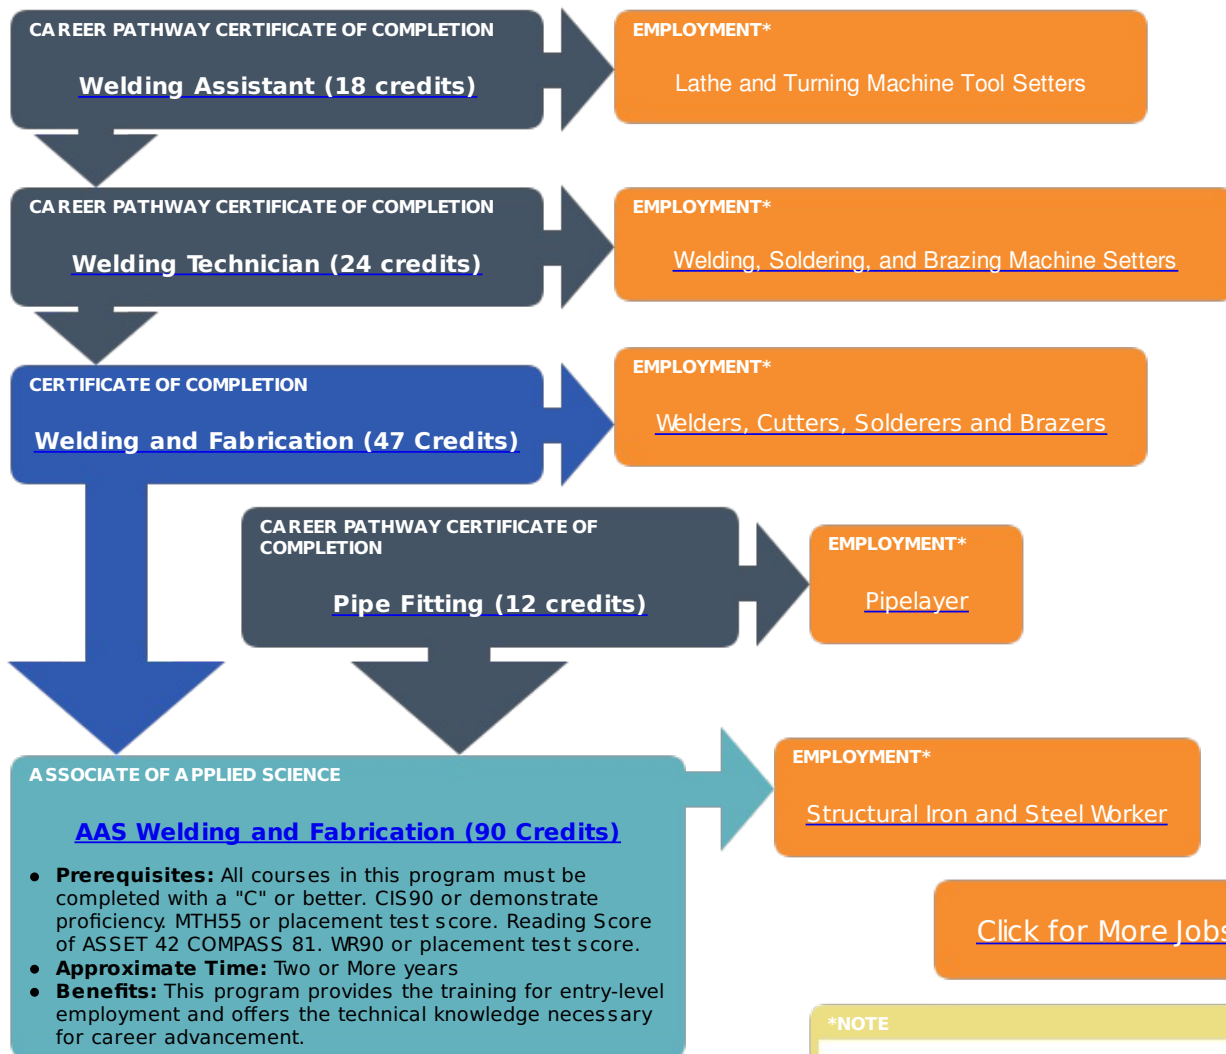 CAREER PATHWAY CERTIFICATE OF COMPLETION
Welding Assistant (18 credits)
EMPLOYMENT*
Lathe and Turning Machine Tool Setters
CAREER PATHWAY CERTIFICATE OF COMPLETION
Welding Technician (24 credits)
EMPLOYMENT*
Welding, Soldering, and Brazing Machine Setters
CERTIFICATE OF COMPLETION
Welding and Fabrication (47 Credits)
EMPLOYMENT*
Welders, Cutters, Solderers and Brazers
CAREER PATHWAY CERTIFICATE OF
COMPLETION
Pipe Fitting (12 credits)
EMPLOYMENT*
Pipelayer
ASSOCIATE OF APPLIED SCIENCE
AAS Welding and Fabrication (90 Credits)
• Prerequisites: All courses in this program must be
completed with a "C" or better. CIS90 or demonstrate
proficiency. MTH55 or placement test score. Reading Score
of ASSET 42 COMPASS 81. WR90 or placement test score.
• Approximate Time: Two or More years
• Benefits: This program provides the training for entry-level
employment and offers the technical knowledge necessary
for career advancement.
EMPLOYMENT*
Structural Iron and Steel Worker
Click for More Jobs
*NOTE